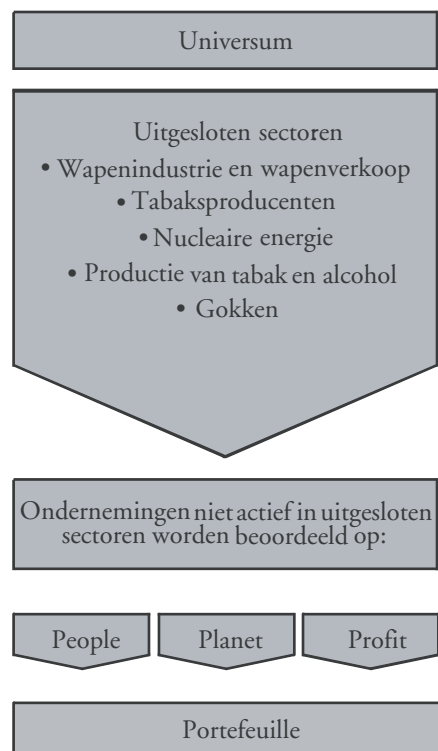 Universum
Uitgesloten sectoren
• Wapenindustrie en wapenverkoop
• Tabaksproducenten
• Nucleaire energie
• Productie van tabak en alcohol
• Gokken
Ondernemingen niet actief in uitgesloten
sectoren worden beoordeeld op:
People Planet Profit
Portefeuille